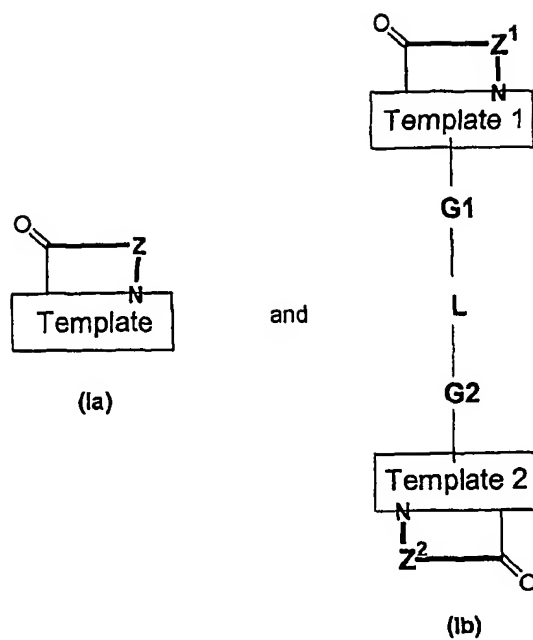 O
Z
N
Template
(Ia)
and
O
Z¹
N
Template 1
G1
L
G2
Template 2
N
Z²
O
(Ib)